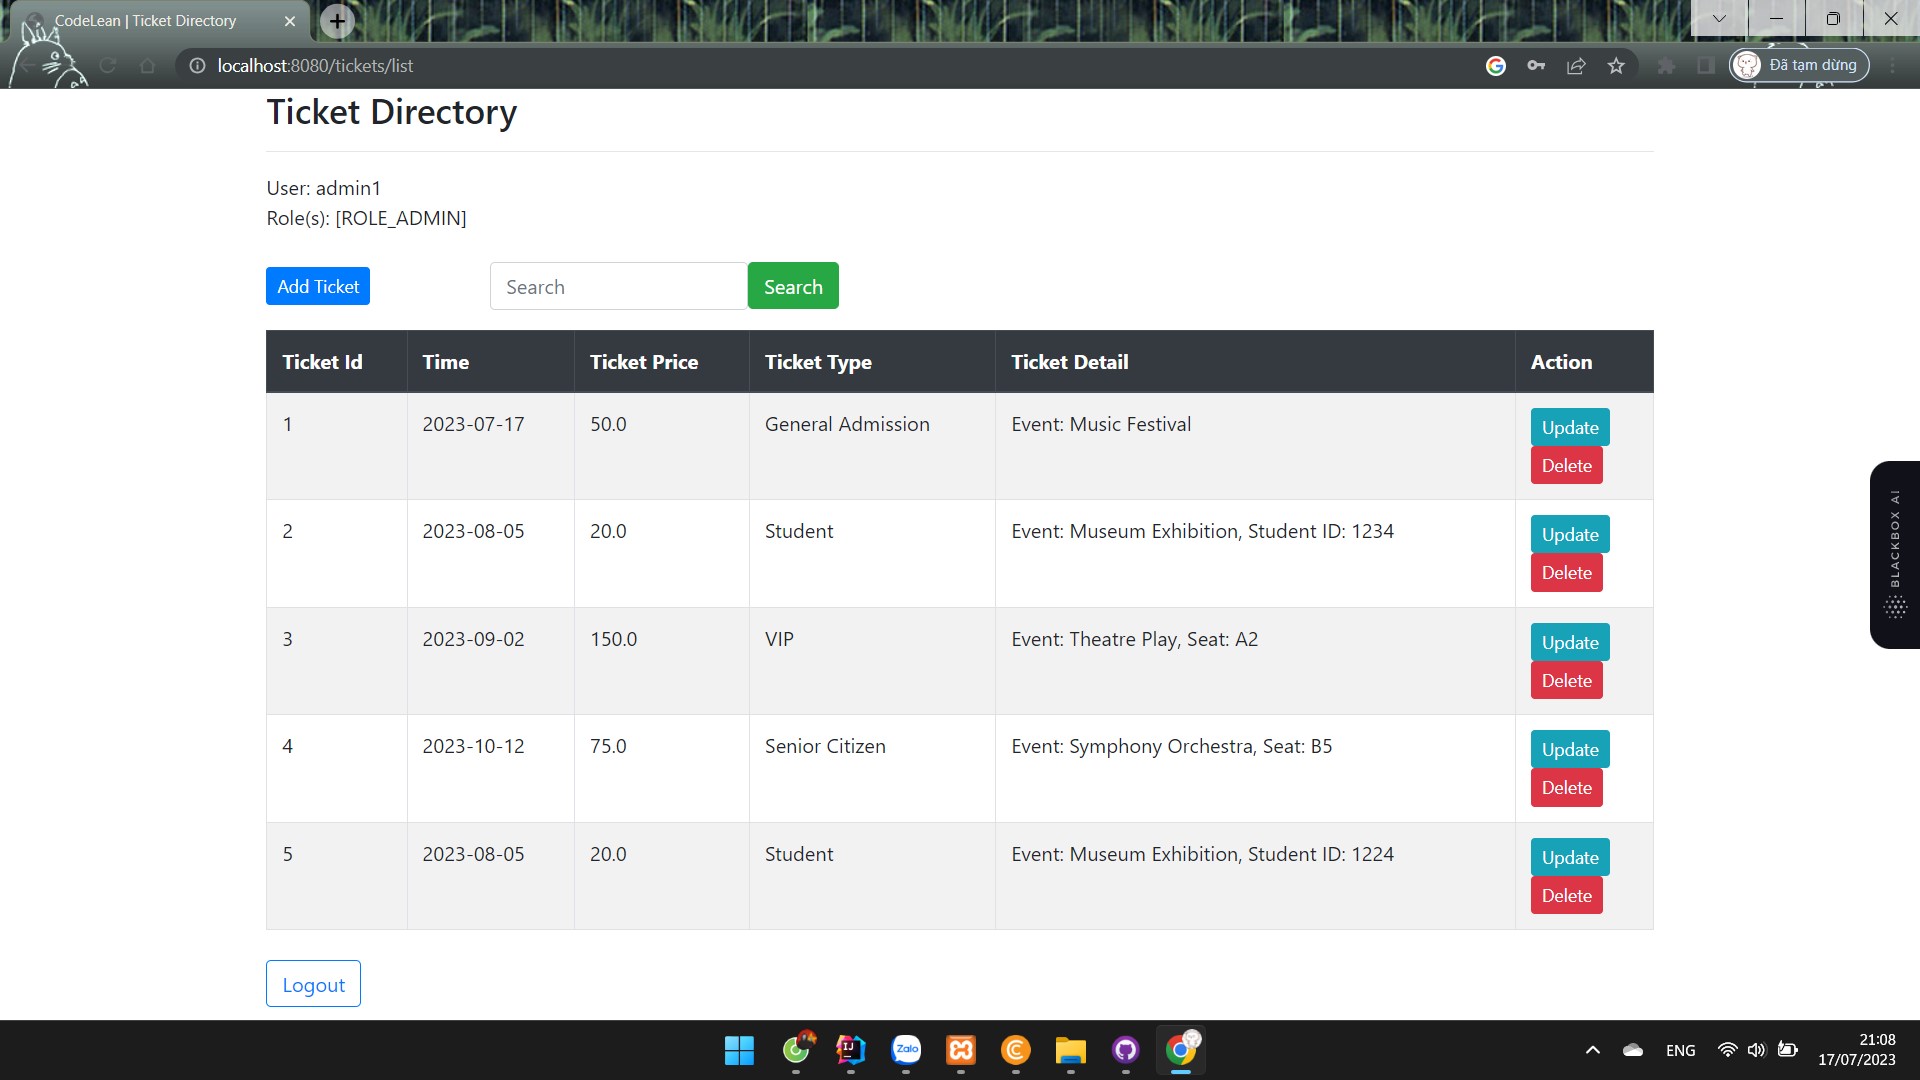 CodeLean | Ticket Directory
localhost:8080/tickets/list
Đã tạm dừng
Ticket Directory
User: admin1
Role(s): [ROLE_ADMIN]
Add Ticket
Search
Search
Ticket Id Time Ticket Price Ticket Type Ticket Detail Action
1 2023-07-17 50.0 General Admission Event: Music Festival Update
Delete
2 2023-08-05 20.0 Student Event: Museum Exhibition, Student ID: 1234 Update
Delete
3 2023-09-02 150.0 VIP Event: Theatre Play, Seat: A2 Update
Delete
4 2023-10-12 75.0 Senior Citizen Event: Symphony Orchestra, Seat: B5 Update
Delete
5 2023-08-05 20.0 Student Event: Museum Exhibition, Student ID: 1224 Update
Delete
BLACKBOX AI
Logout
IJ
Zalo
ENG
21:08
17/07/2023